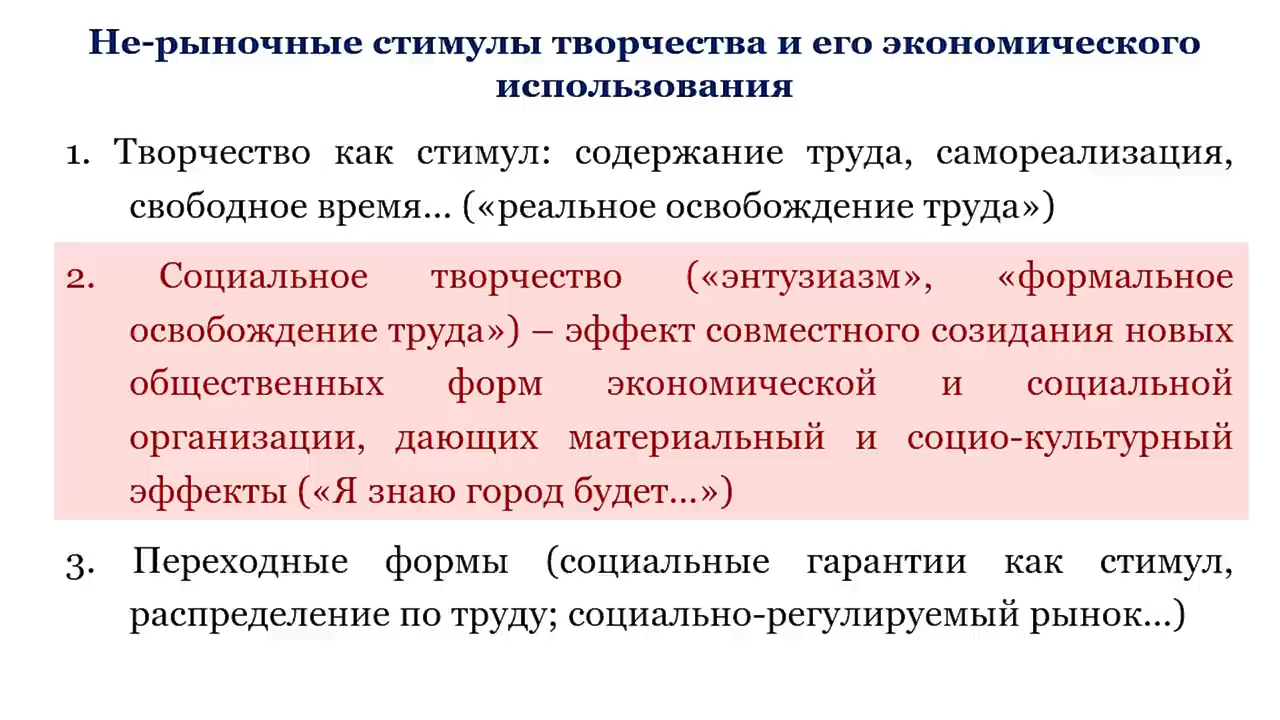 Не-рыночные стимулы творчества и его экономического
использования
1. Творчество как стимул: содержание труда, самореализация,
свободное время... («реальное освобождение труда»)
2. Социальное творчество («энтузиазм», «формальное
освобождение труда») – эффект совместного созидания новых
общественных форм экономической и социальной
организации, дающих материальный и социо-культурный
эффекты («Я знаю город будет...»)
3. Переходные формы (социальные гарантии как стимул,
распределение по труду; социально-регулируемый рынок...)